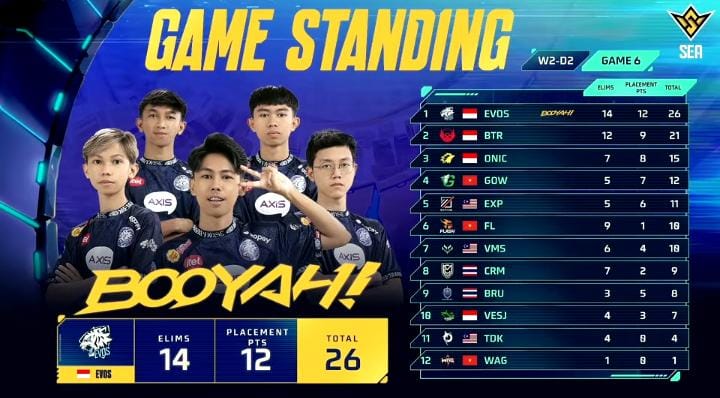 GAME STANDING
SEA
W2-D2 GAME 6
ELIMS PLACEMENT PTS TOTAL
1 EVOS BOOYAH! 14 12 26
2 BTR 12 9 21
3 ONIC 7 8 15
4 GOW 5 7 12
5 EXP 5 6 11
6 FL 9 1 10
7 VMS 6 4 10
8 CRM 7 2 9
9 BRU 3 5 8
10 VESJ 4 3 7
11 TDK 4 0 4
12 WAG 1 0 1
AXIS
AXIS
AXIS
AXIS
itel
itel
BOOYAH!
EVOS
EVOS
ELIMS
14
PLACEMENT
PTS
12
TOTAL
26